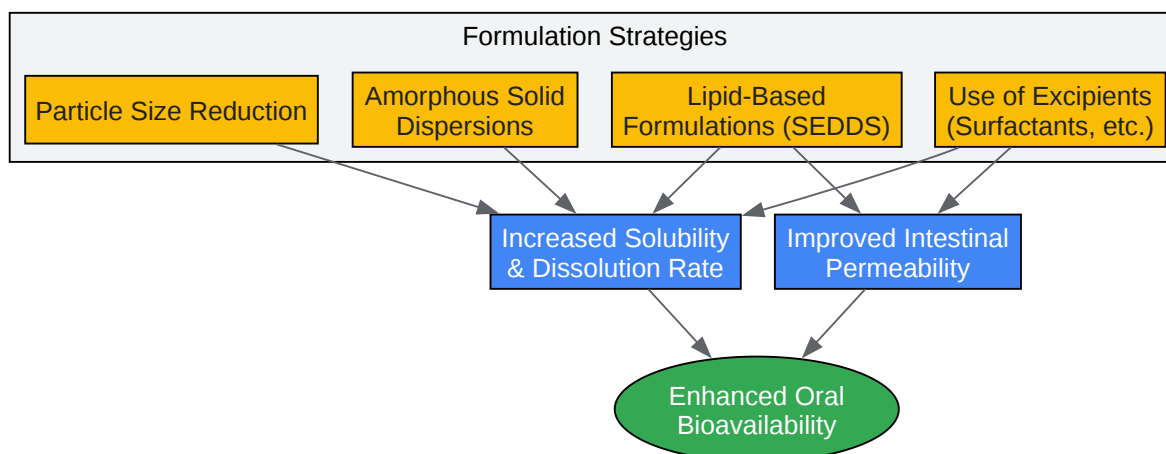 Formulation Strategies
Particle Size Reduction
Amorphous Solid
Dispersions
Lipid-Based
Formulations (SEDDS)
Use of Excipients
(Surfactants, etc.)
Increased Solubility
& Dissolution Rate
Improved Intestinal
Permeability
Enhanced Oral
Bioavailability